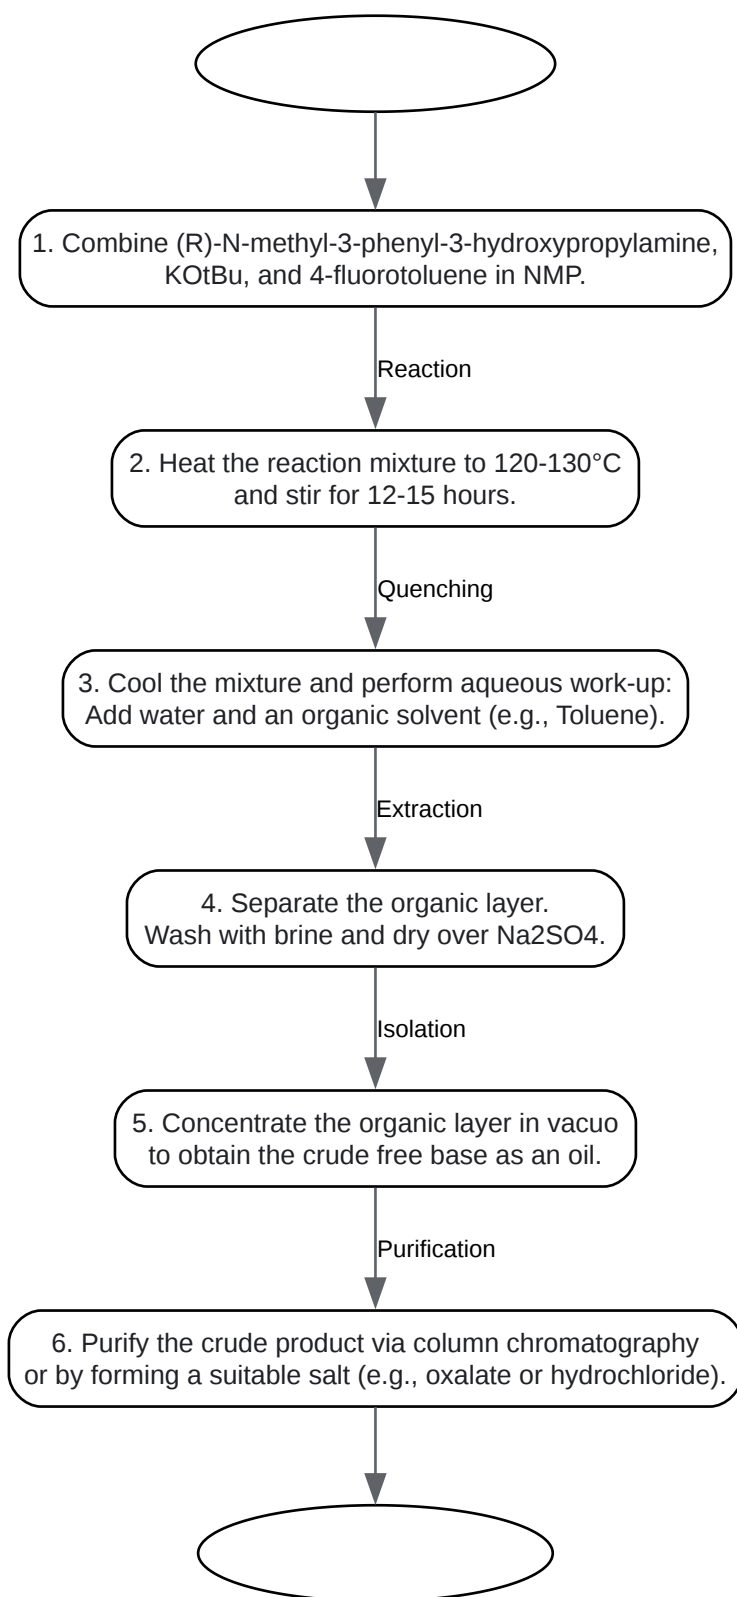 1. Combine (R)-N-methyl-3-phenyl-3-hydroxypropylamine,
KOtBu, and 4-fluorotoluene in NMP.
Reaction
2. Heat the reaction mixture to 120-130°C
and stir for 12-15 hours.
Quenching
3. Cool the mixture and perform aqueous work-up:
Add water and an organic solvent (e.g., Toluene).
Extraction
4. Separate the organic layer.
Wash with brine and dry over Na2SO4.
Isolation
5. Concentrate the organic layer in vacuo
to obtain the crude free base as an oil.
Purification
6. Purify the crude product via column chromatography
or by forming a suitable salt (e.g., oxalate or hydrochloride).